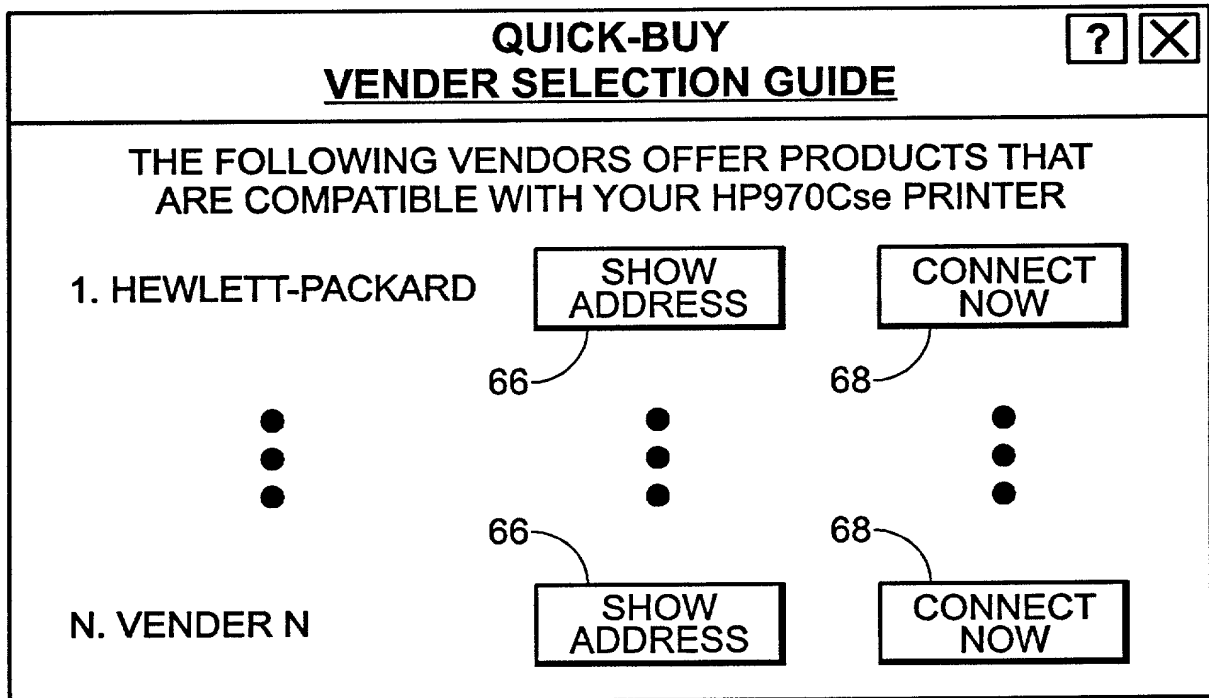 QUICK-BUY
? X
VENDER SELECTION GUIDE
THE FOLLOWING VENDORS OFFER PRODUCTS THAT
ARE COMPATIBLE WITH YOUR HP970Cse PRINTER
1. HEWLETT-PACKARD
SHOW
ADDRESS
CONNECT
NOW
66
68
66
68
N. VENDER N
SHOW
ADDRESS
CONNECT
NOW